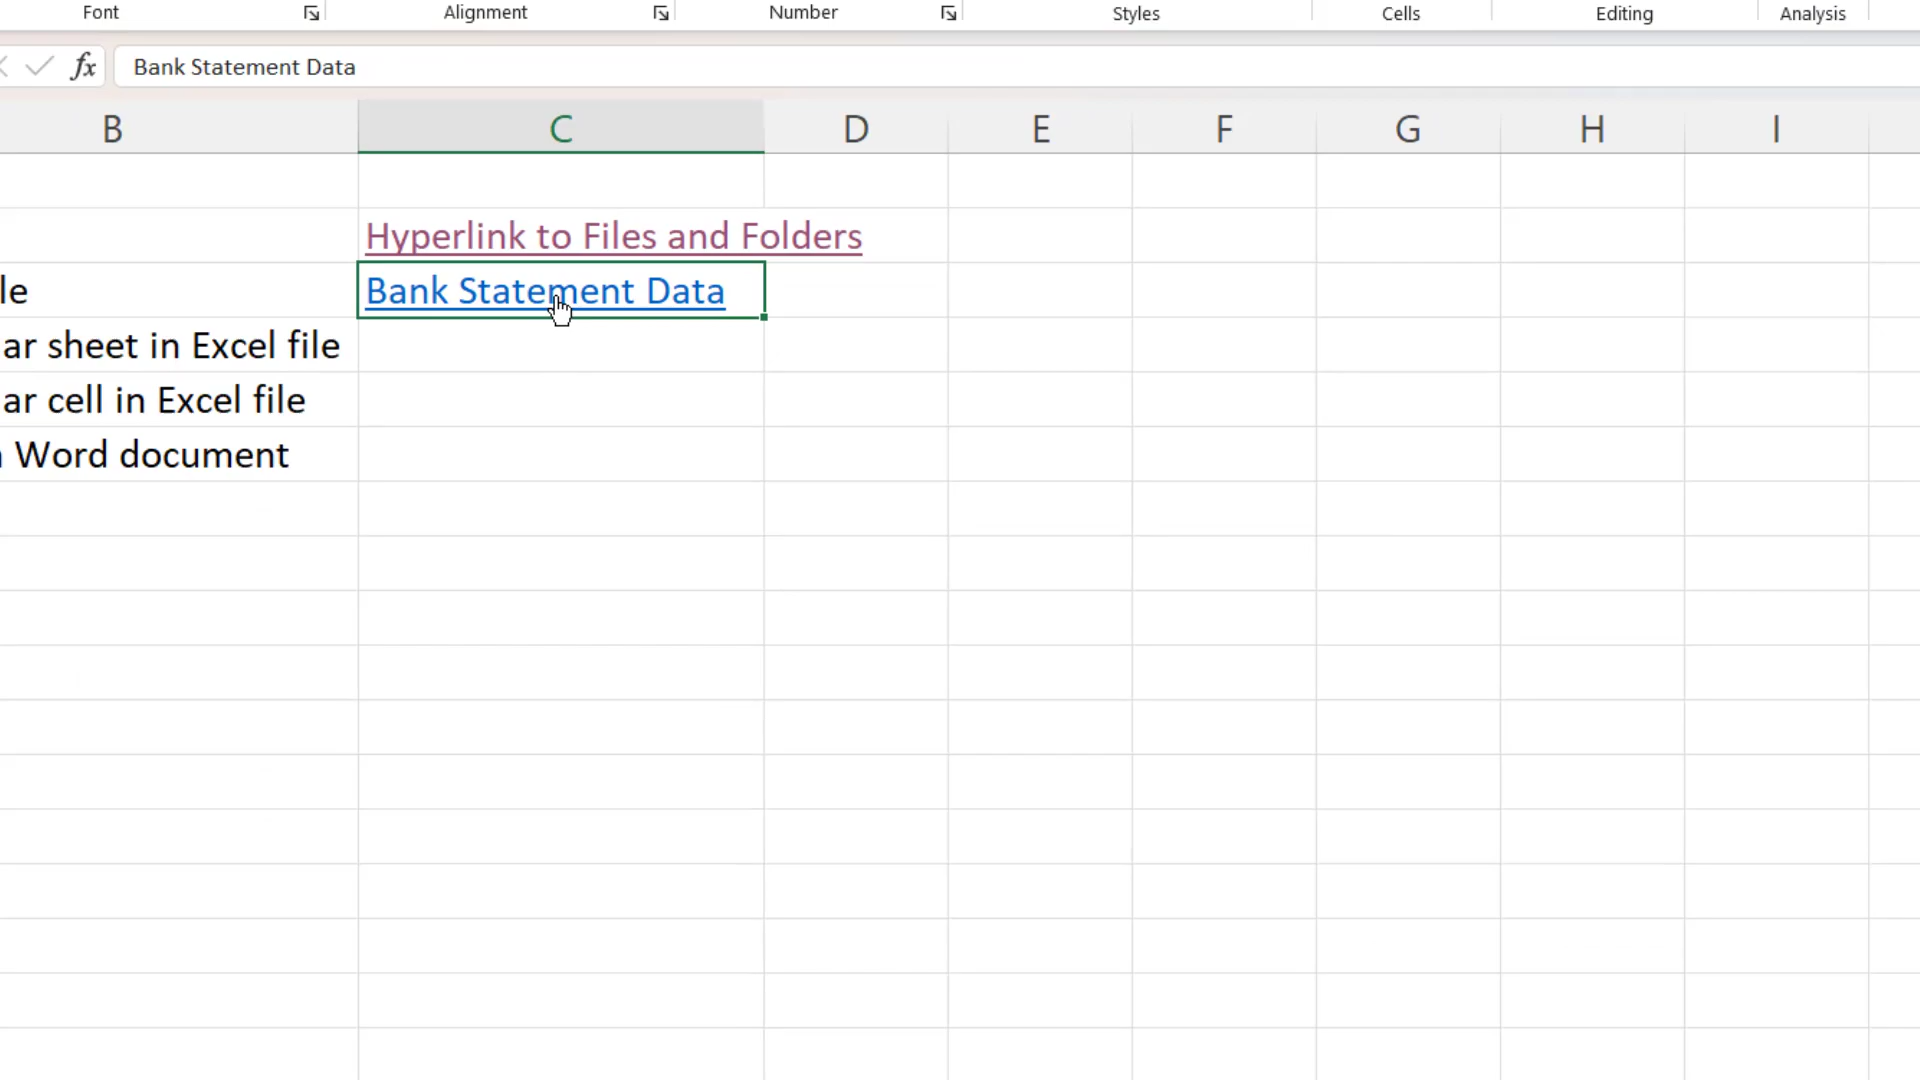 Font Alignment Number Styles Cells Editing Analysis
fx Bank Statement Data
B C D E F G H I
Hyperlink to Files and Folders
le Bank Statement Data
ar sheet in Excel file
ar cell in Excel file
Word document